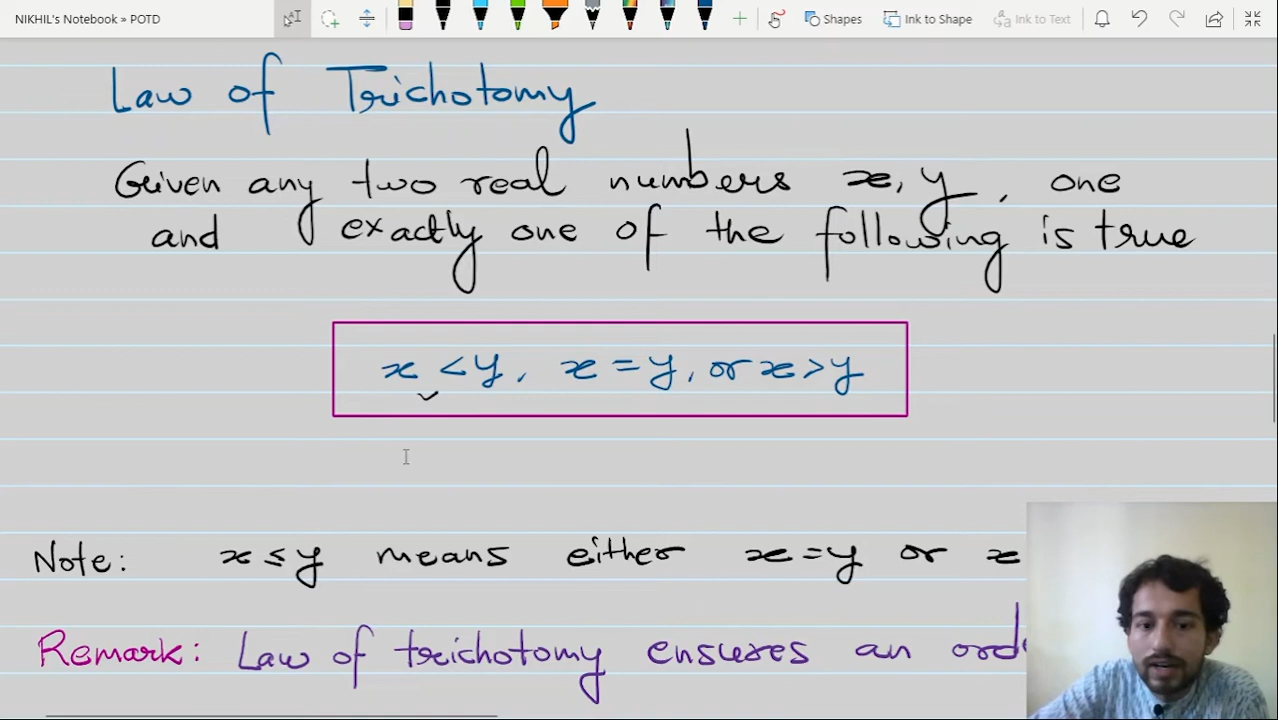 NIKHIL's Notebook » POTD
Shapes
Ink to Shape
Ink to Text
Law of Trichotomy
Given any two real numbers x, y, one
and exactly one of the following is true
x < y, x = y, or x > y
Note: x ≤ y means either x = y or x
Remark: Law of trichotomy ensures an